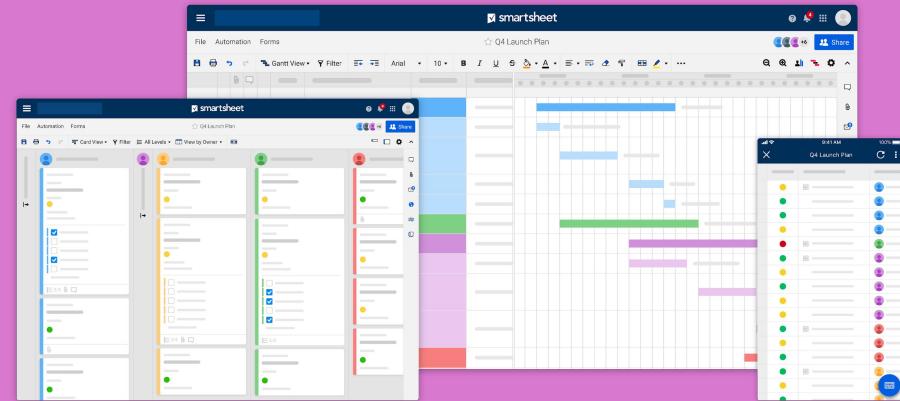 smartsheet
File Automation Forms
Q4 Launch Plan
+6
Share
Gantt View
Filter
Arial
10
B I U S A
smartsheet
File Automation Forms
Q4 Launch Plan
Share
Card View
Filter
All Levels
View by Owner
9:41 AM
100%
Q4 Launch Plan